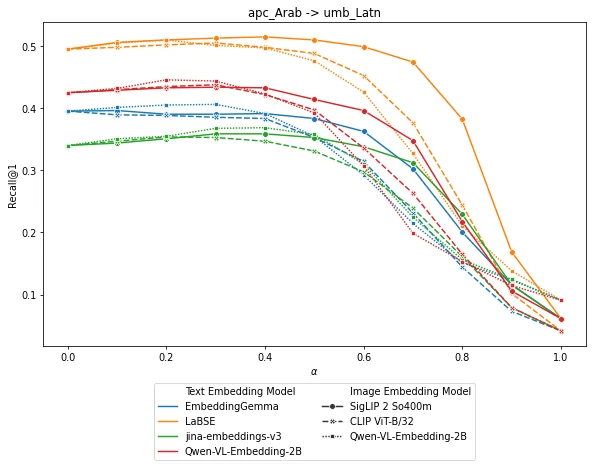 apc_Arab -> umb_Latn
Recall@1
0.5
0.4
0.3
0.2
0.1
0.0 0.2 0.4 0.6 0.8 1.0
α
Text Embedding Model Image Embedding Model
EmbeddingGemma SigLIP 2 So400m
LaBSE CLIP ViT-B/32
jina-embeddings-v3 Qwen-VL-Embedding-2B
Qwen-VL-Embedding-2B